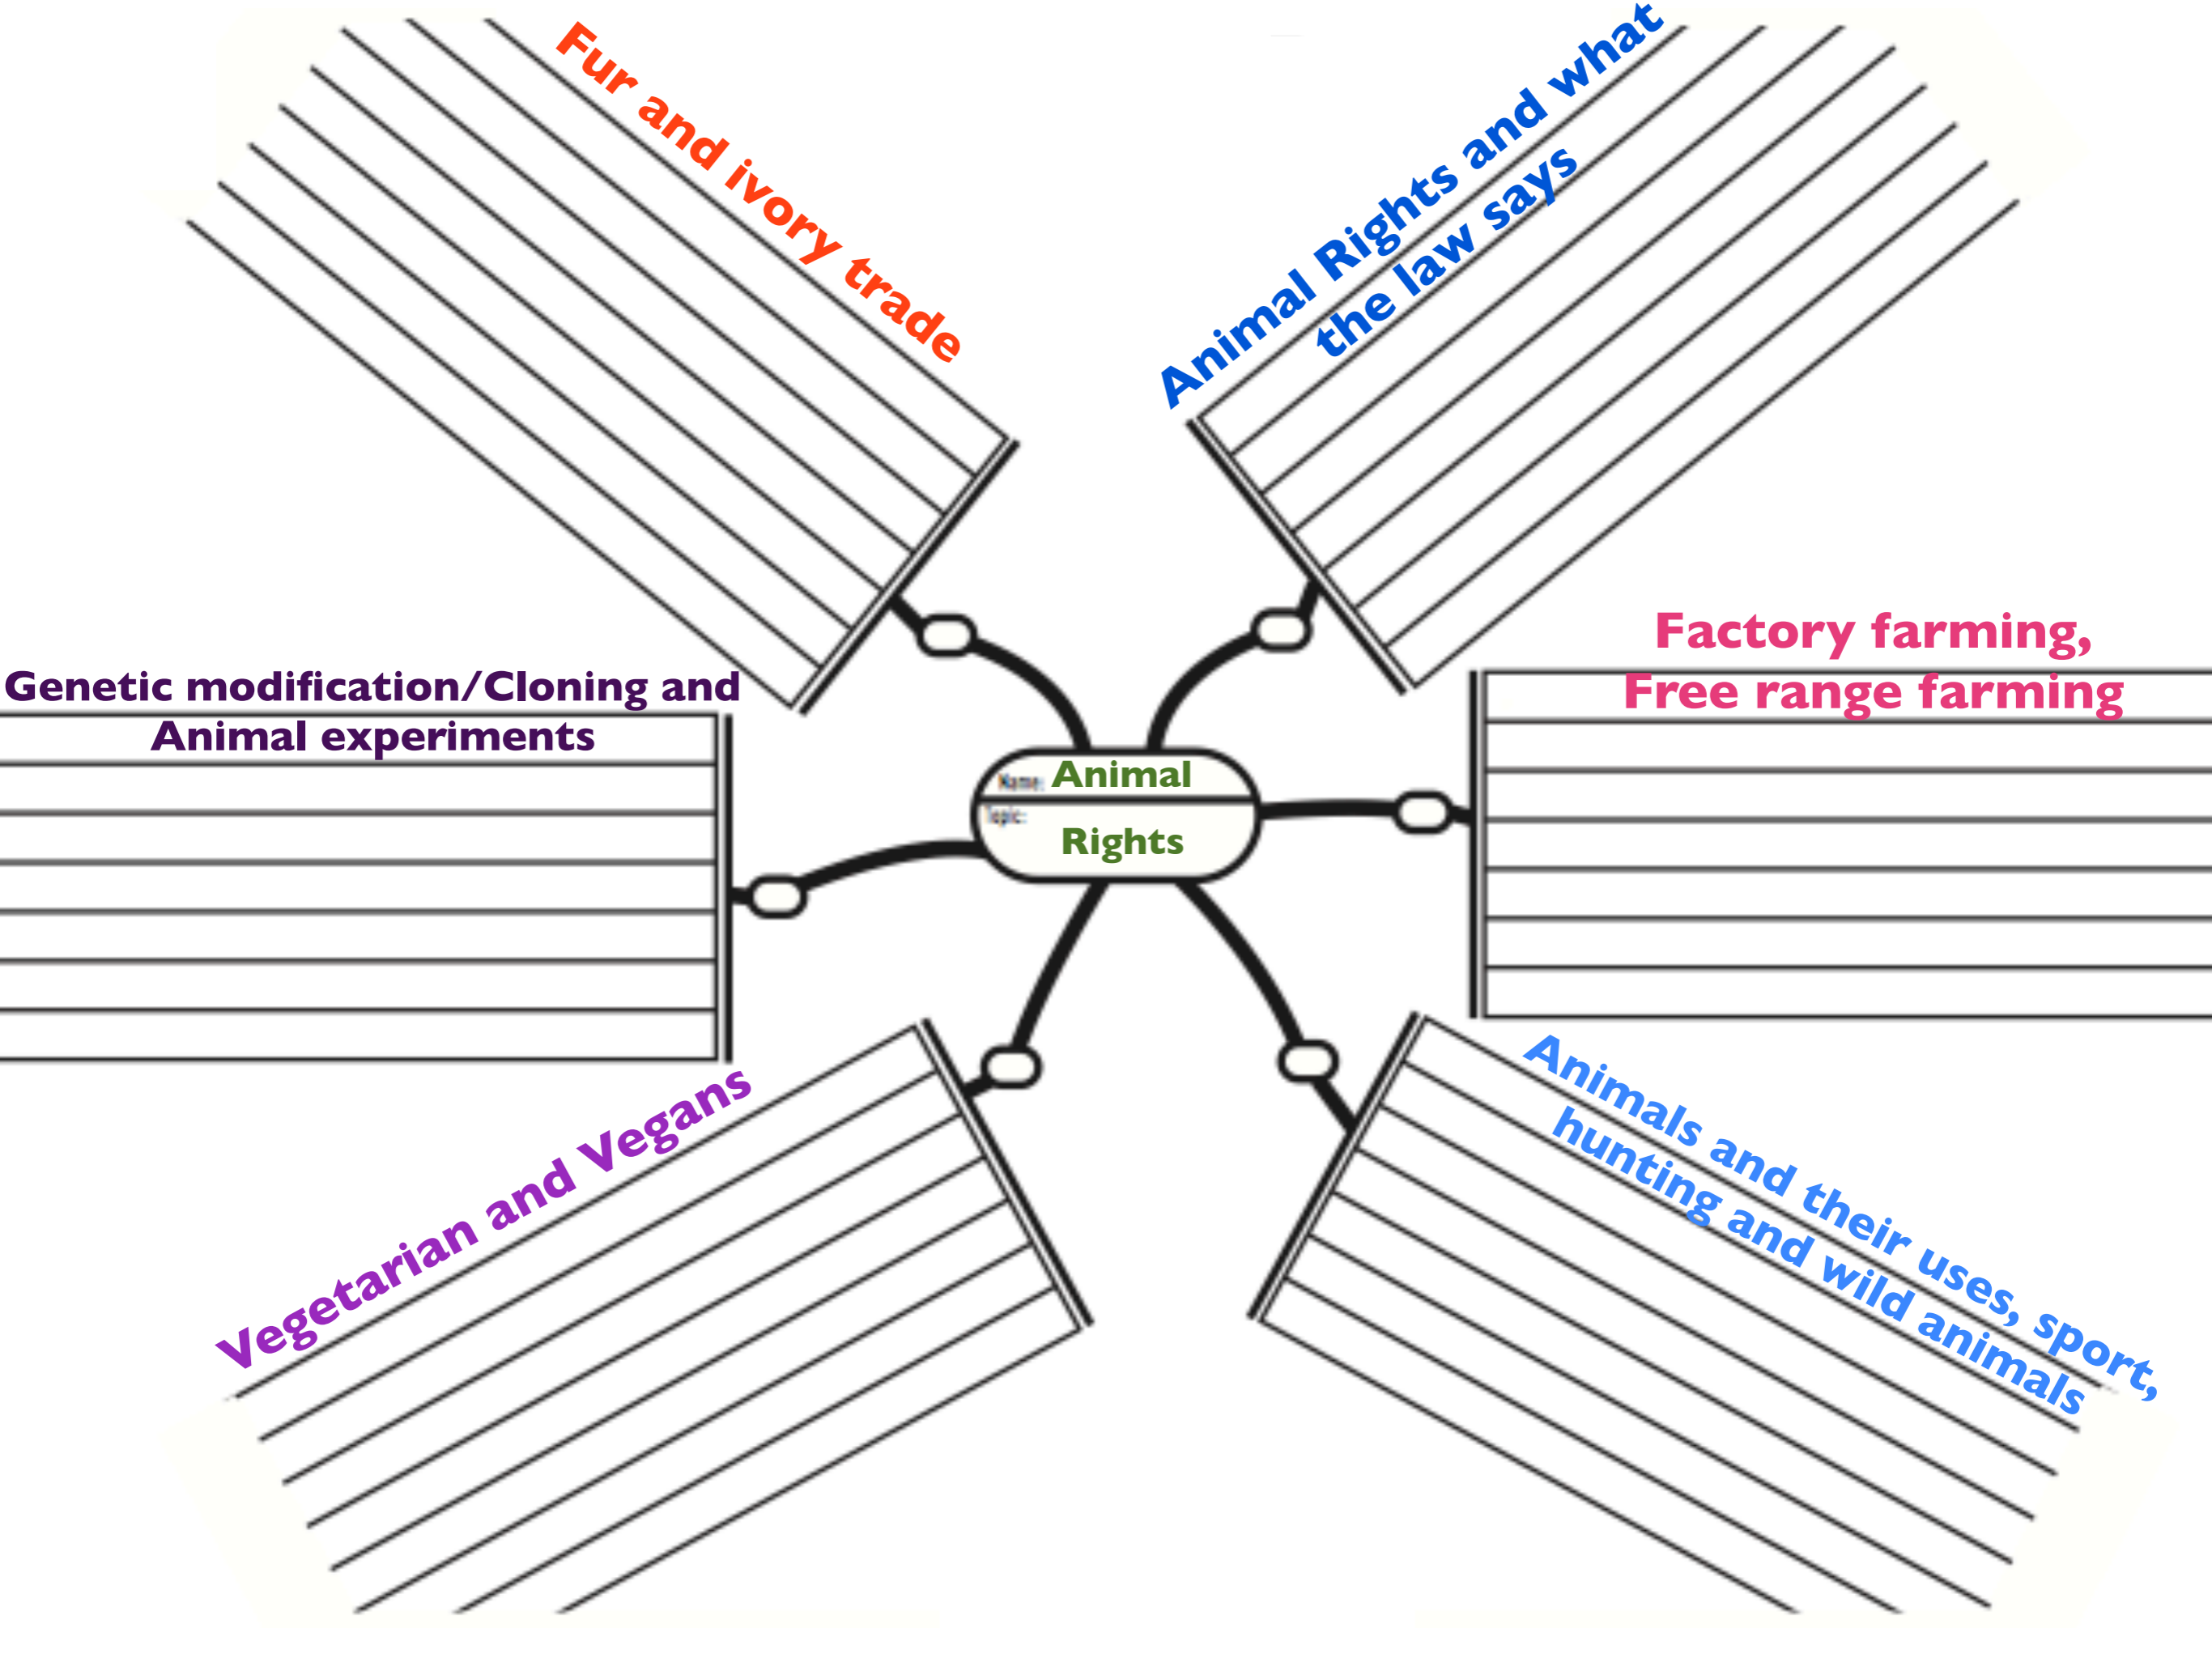 Fur and ivory trade
Animal Rights and what
the law says
Factory farming,
Free range farming
Genetic modification/Cloning and
Animal experiments
Name: Animal
Topic:
Rights
Vegetarian and Vegans
Animals and their uses, sport,
hunting and wild animals